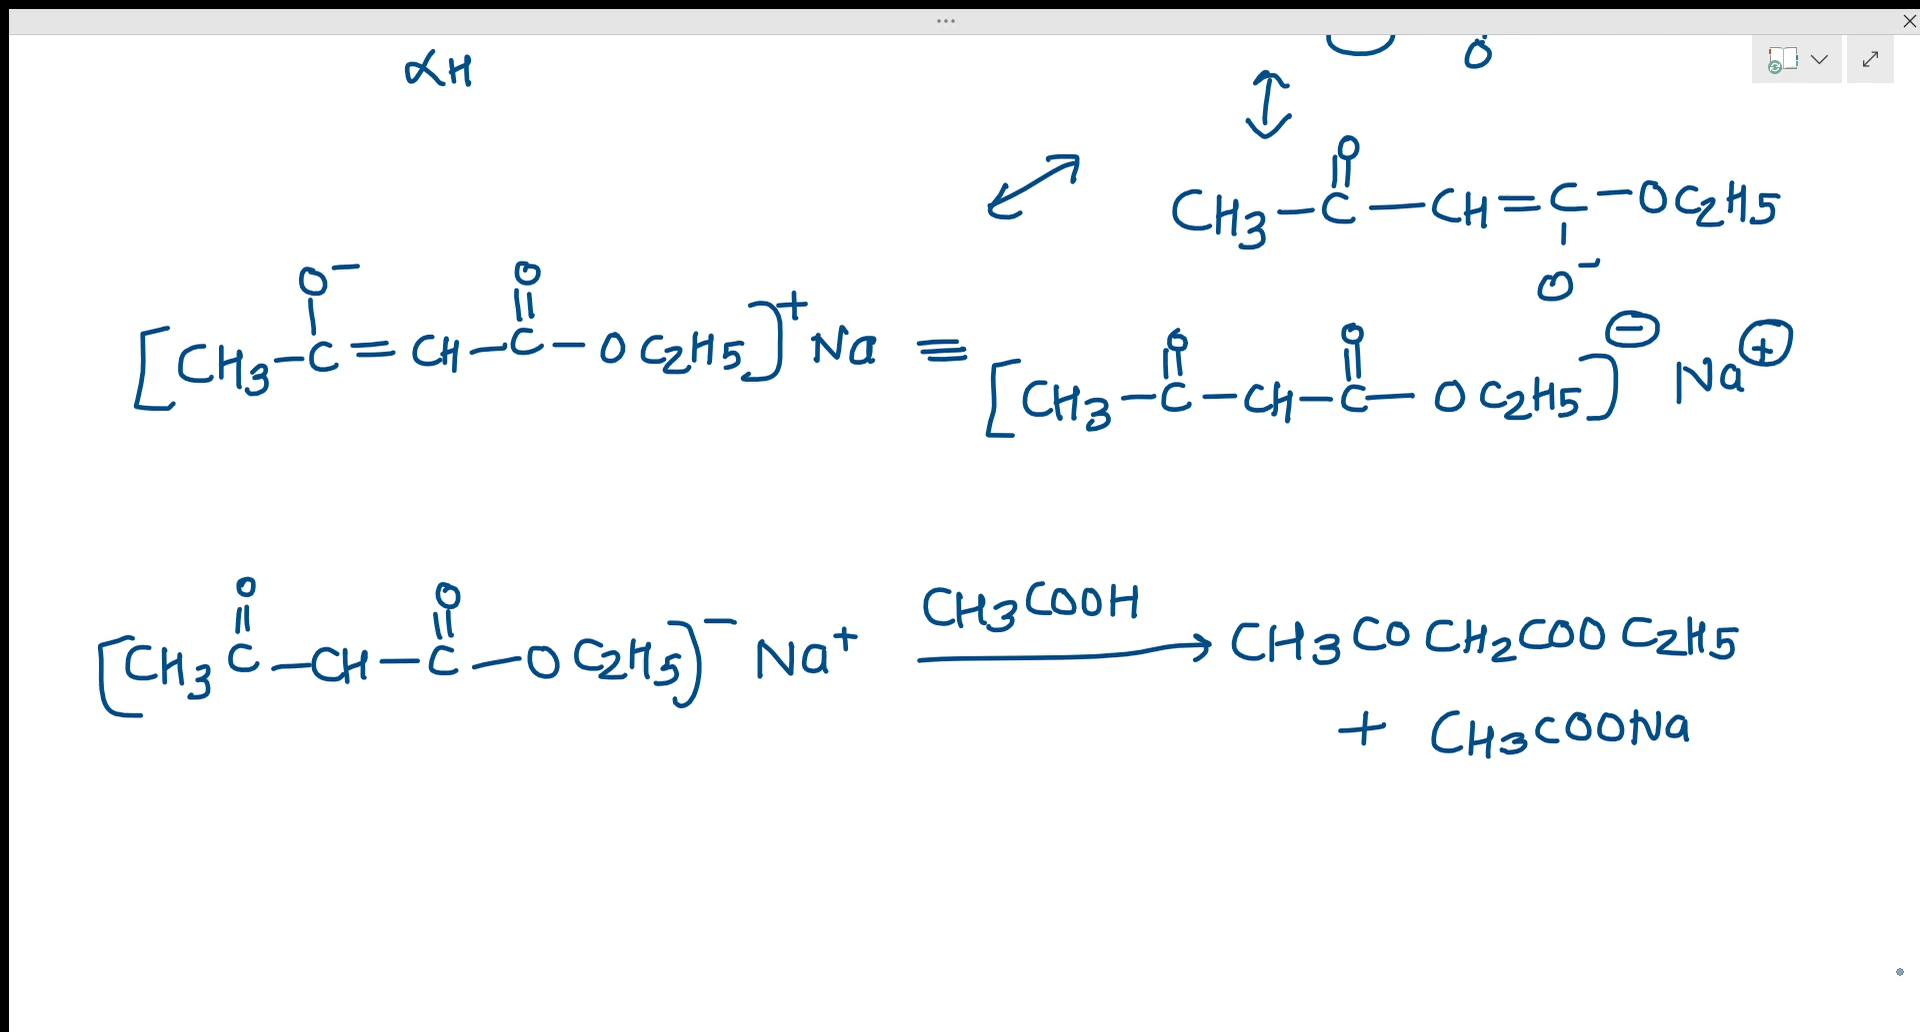 αH
O
O
CH3-C-CH=C-OC2H5
O-
O- O
[CH3-C=CH-C-OC2H5]+Na ≡
O O
[CH3-C-CH-C-OC2H5]⊖ Na⊕
O O
[CH3C-CH-C-OC2H5)- Na+ CH3COOH → CH3COCH2COOC2H5
+ CH3COONa